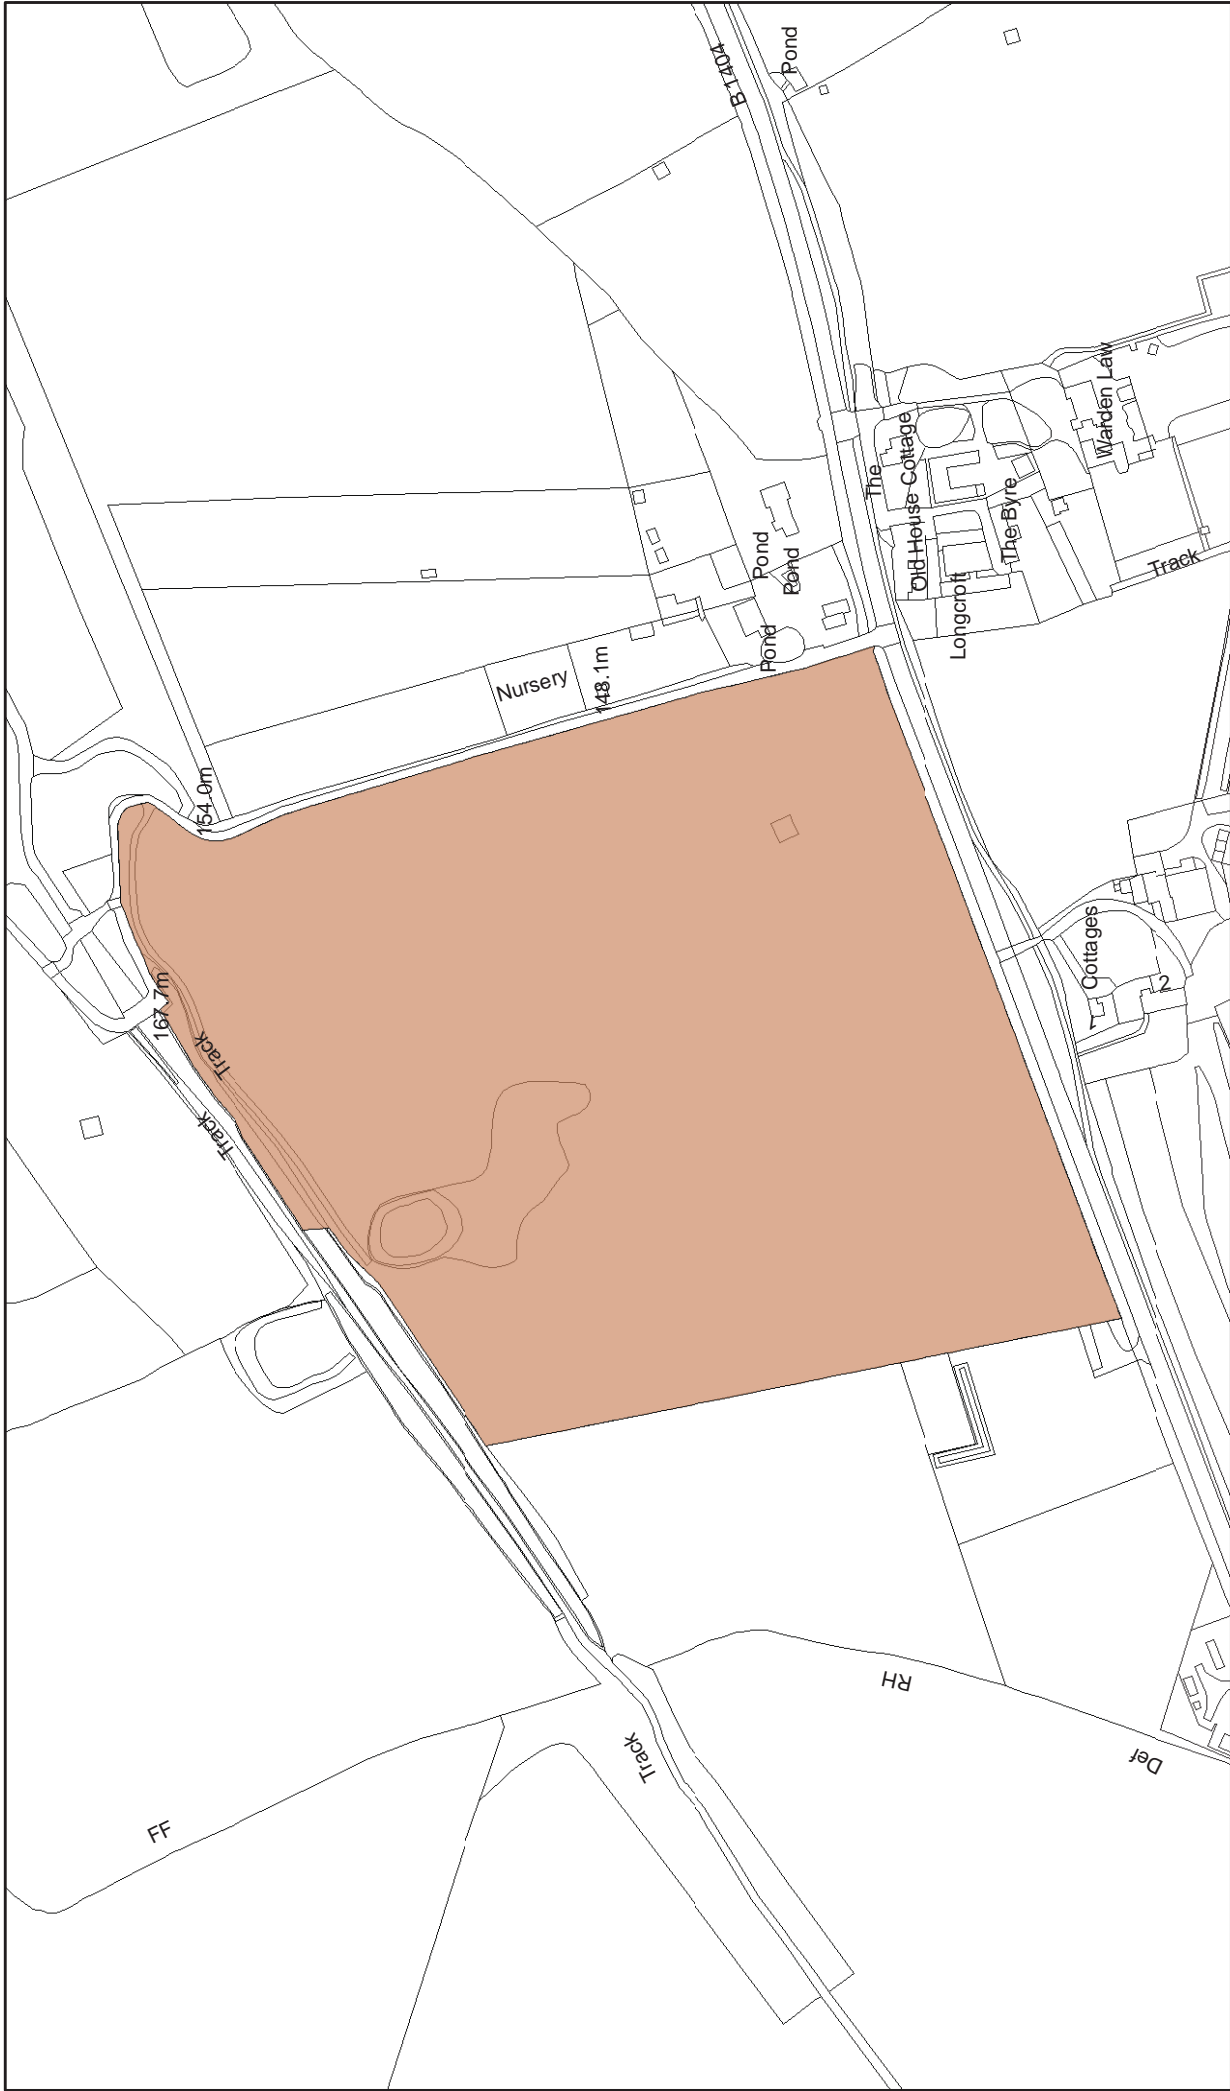 B 1404
Pond
Warden Law
The
Old House Cottage
The Byre
Longcroft
Track
Pond
Pond
Pond
Nursery
148.1m
154.0m
167.7m
Track
Track
Cottages
1
2
Track
RH
Def
FF